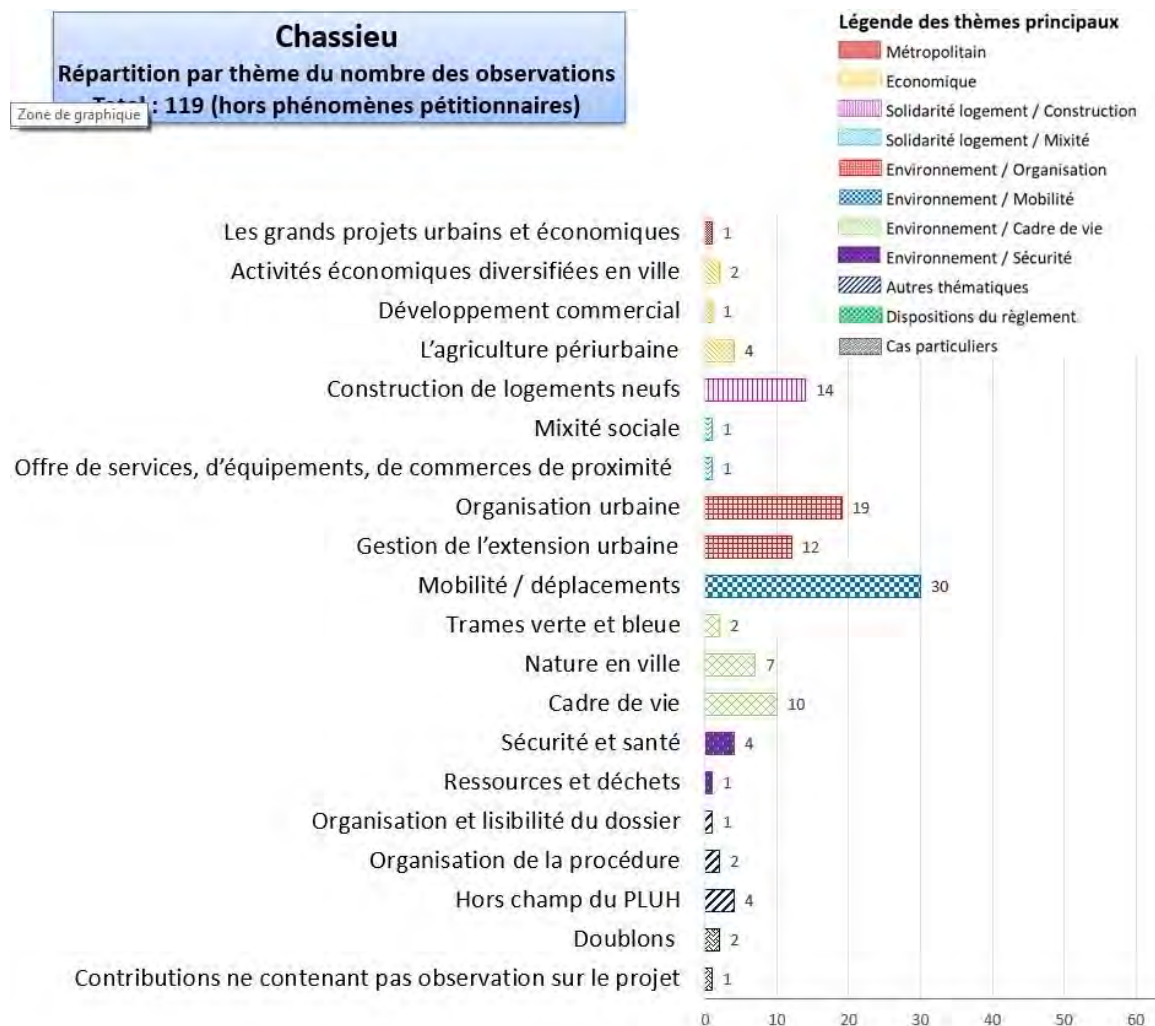 Chassieu
Répartition par thème du nombre des observations
: 119 (hors phénomènes pétitionnaires)
Zone de graphique
Légende des thèmes principaux
Métropolitain
Economique
Solidarité logement / Construction
Solidarité logement / Mixité
Environnement / Organisation
Environnement / Mobilité
Environnement / Cadre de vie
Environnement / Sécurité
Autres thématiques
Dispositions du règlement
Cas particuliers
Les grands projets urbains et économiques 1
Activités économiques diversifiées en ville 2
Développement commercial 1
L'agriculture périurbaine 4
Construction de logements neufs 14
Mixité sociale 1
Offre de services, d'équipements, de commerces de proximité 1
Organisation urbaine 19
Gestion de l'extension urbaine 12
Mobilité / déplacements 30
Trames verte et bleue 2
Nature en ville 7
Cadre de vie 10
Sécurité et santé 4
Ressources et déchets 1
Organisation et lisibilité du dossier 1
Organisation de la procédure 2
Hors champ du PLUH 4
Doublons 2
Contributions ne contenant pas observation sur le projet 1
0 10 20 30 40 50 60